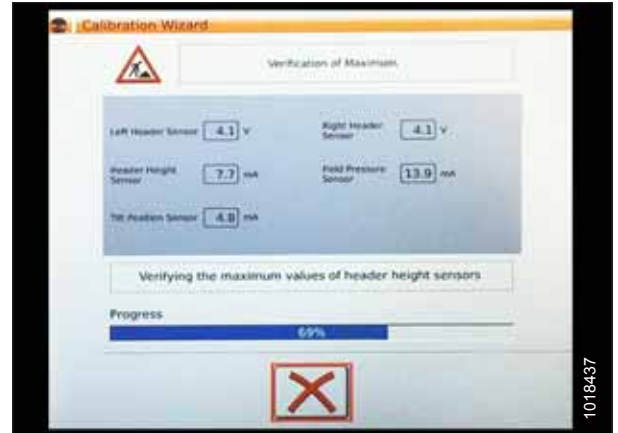 Calibration Wizard
Verification of Maximum
Left Header Sensor 4.1 V
Right Header
Sensor 4.1 V
Header Height
Sensor 7.7 mA
Field Pressure
Sensor 13.9 mA
Tilt Position Sensor 4.8 mA
Verifying the maximum values of header height sensors
Progress
69%
1018437